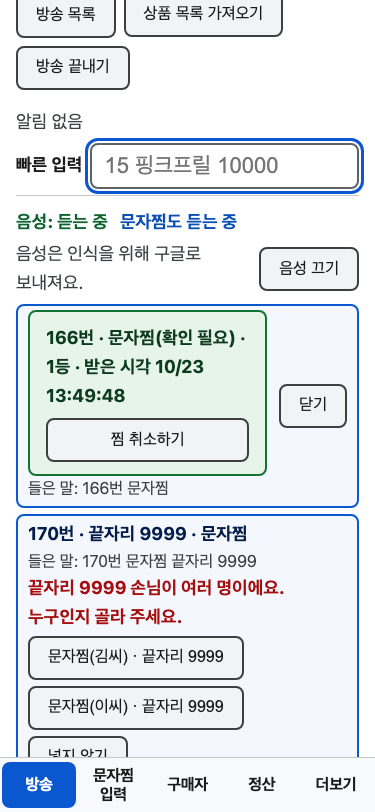 방송 목록
상품 목록 가져오기
방송 끝내기
알림 없음
빠른 입력
15 핑크프릴 10000
음성: 듣는 중 문자찜도 듣는 중
음성은 인식을 위해 구글로
보내져요.
음성 끄기
166번 · 문자찜(확인 필요) ·
1등 · 받은 시각 10/23
13:49:48
찜 취소하기
닫기
들은 말: 166번 문자찜
170번 · 끝자리 9999 · 문자찜
들은 말: 170번 문자찜 끝자리 9999
끝자리 9999 손님이 여러 명이에요.
누구인지 골라 주세요.
문자찜(김씨) · 끝자리 9999
문자찜(이씨) · 끝자리 9999
방송
문자찜
입력
구매자
정산
더보기